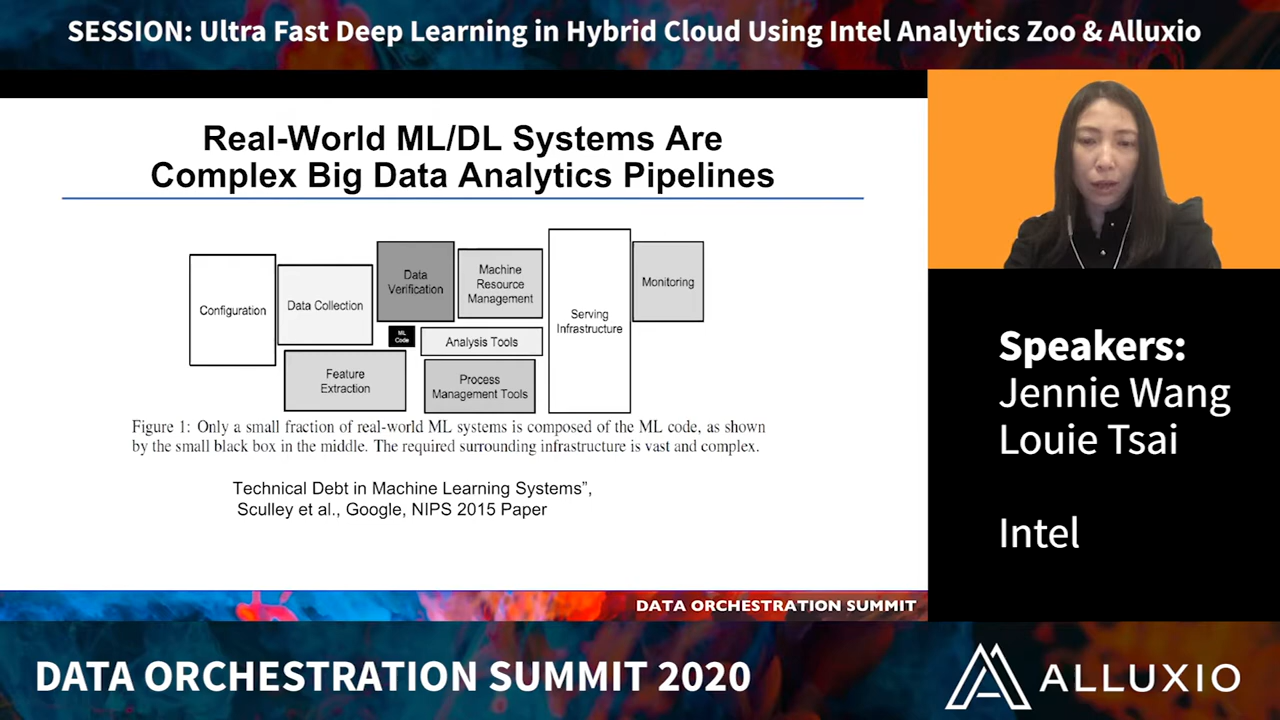 SESSION: Ultra Fast Deep Learning in Hybrid Cloud Using Intel Analytics Zoo & Alluxio
Real-World ML/DL Systems Are
Complex Big Data Analytics Pipelines
Configuration
Data Collection
Data
Verification
Machine
Resource
Management
Serving
Infrastructure
Monitoring
ML
Code
Analysis Tools
Feature
Extraction
Process
Management Tools
Figure 1: Only a small fraction of real-world ML systems is composed of the ML code, as shown
by the small black box in the middle. The required surrounding infrastructure is vast and complex.
Technical Debt in Machine Learning Systems”,
Sculley et al., Google, NIPS 2015 Paper
DATA ORCHESTRATION SUMMIT
Speakers:
Jennie Wang
Louie Tsai
Intel
DATA ORCHESTRATION SUMMIT 2020
ALLUXIO